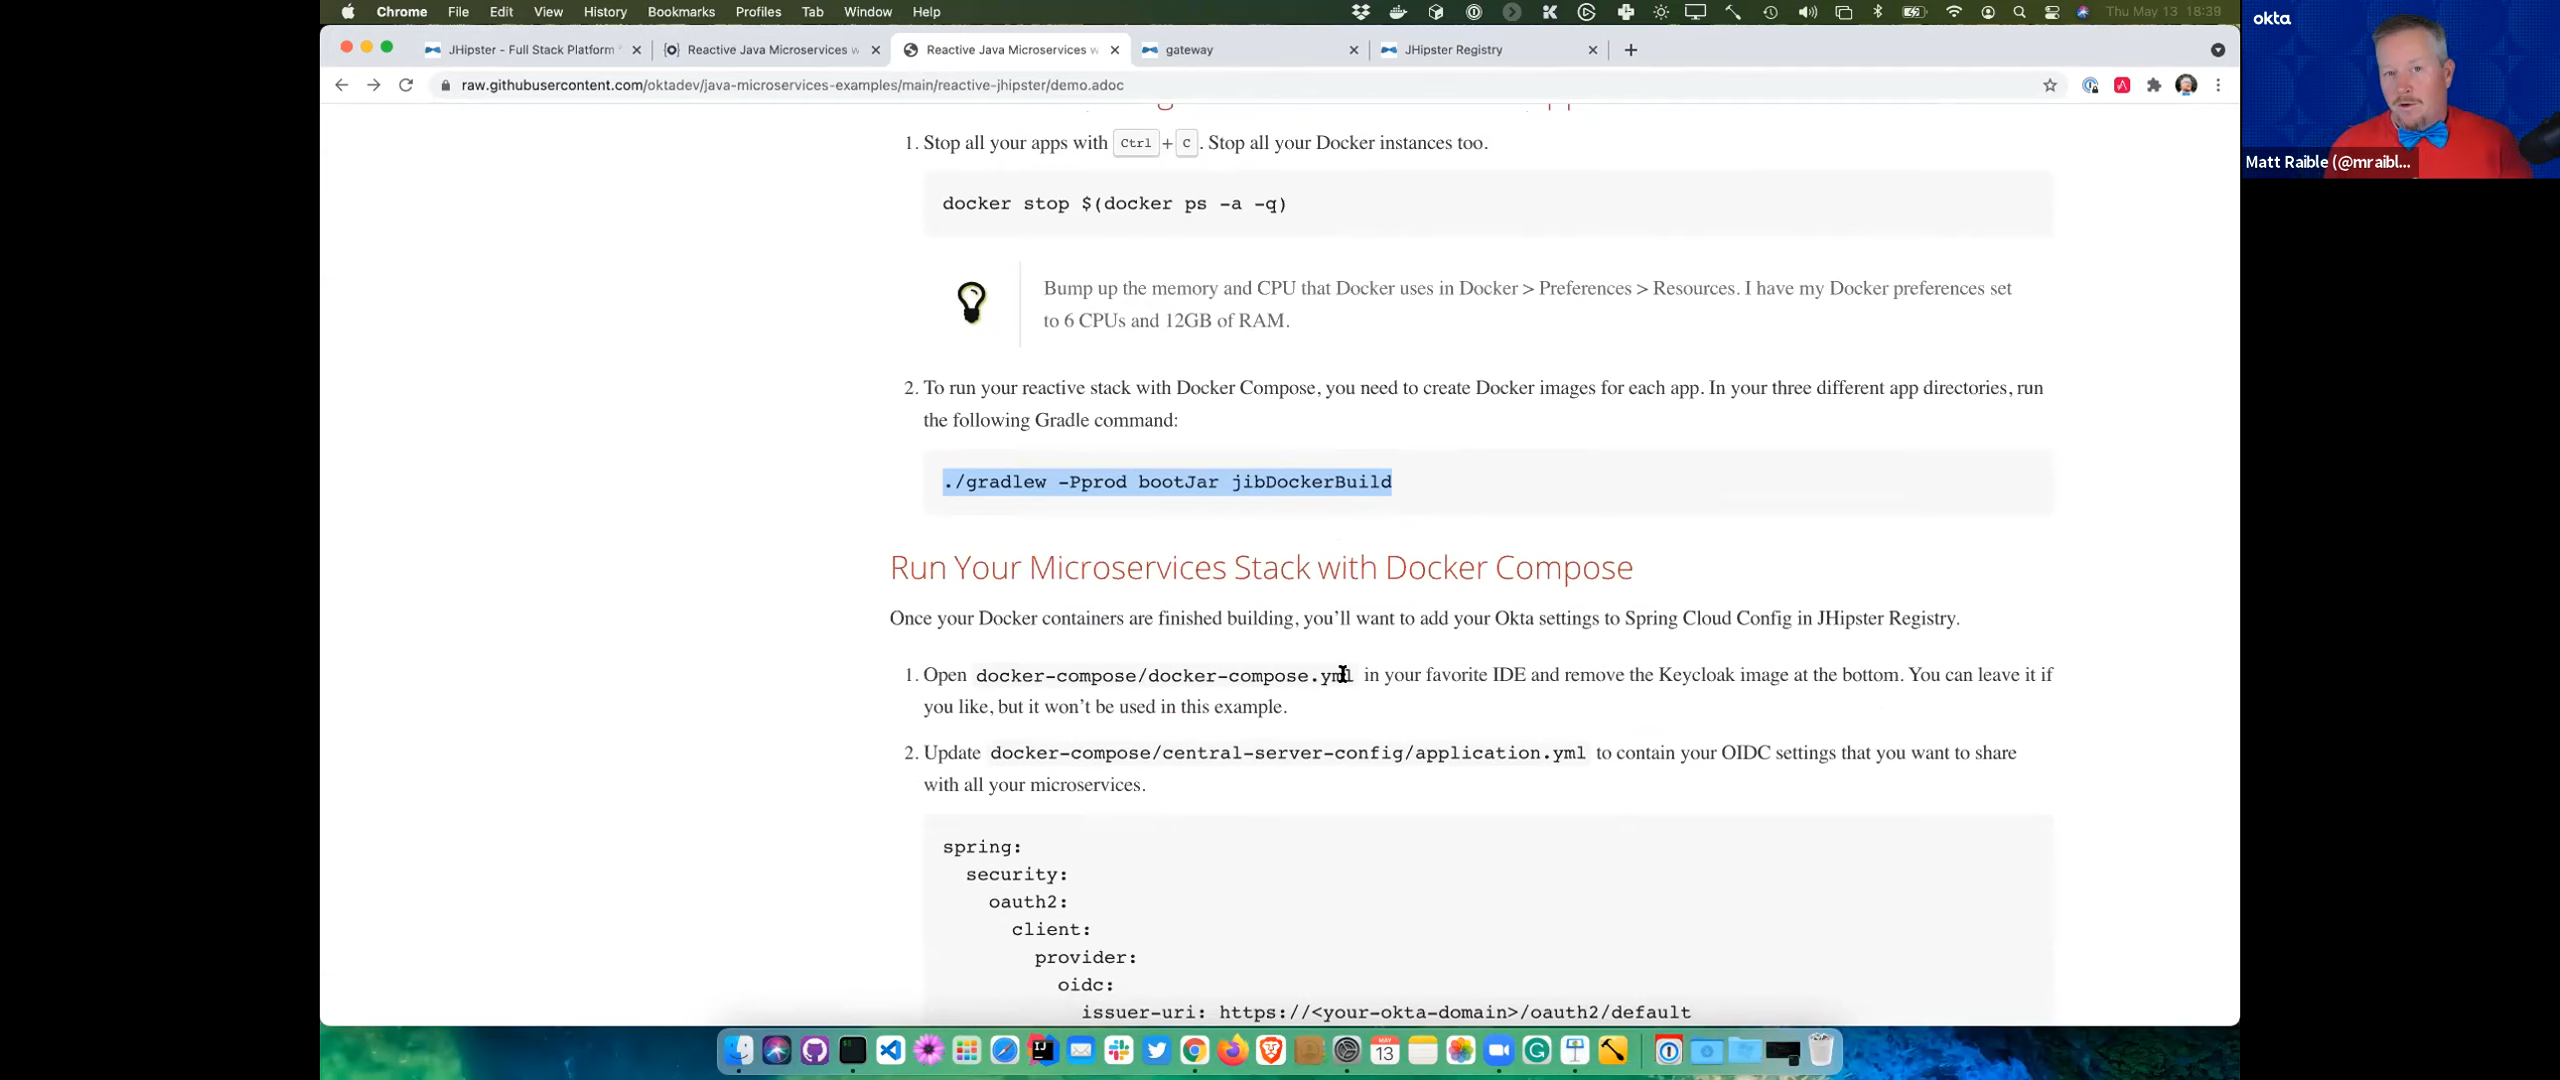 Chrome File Edit View History Bookmarks Profiles Tab Window Help Thu May 13 18:39
JHipster - Full Stack Platform
Reactive Java Microservices w
Reactive Java Microservices w
gateway
JHipster Registry
raw.githubusercontent.com/oktadev/java-microservices-examples/main/reactive-jhipster/demo.adoc
okta
Matt Raible (@mraibl...
1. Stop all your apps with Ctrl + C . Stop all your Docker instances too.
docker stop $(docker ps -a -q)
Bump up the memory and CPU that Docker uses in Docker > Preferences > Resources. I have my Docker preferences set
to 6 CPUs and 12GB of RAM.
2. To run your reactive stack with Docker Compose, you need to create Docker images for each app. In your three different app directories, run
the following Gradle command:
./gradlew -Pprod bootJar jibDockerBuild
Run Your Microservices Stack with Docker Compose
Once your Docker containers are finished building, you’ll want to add your Okta settings to Spring Cloud Config in JHipster Registry.
1. Open docker-compose/docker-compose.yml in your favorite IDE and remove the Keycloak image at the bottom. You can leave it if
you like, but it won’t be used in this example.
2. Update docker-compose/central-server-config/application.yml to contain your OIDC settings that you want to share
with all your microservices.
spring:
security:
oauth2:
client:
provider:
oidc:
issuer-uri: https://<your-okta-domain>/oauth2/default
MAY
13